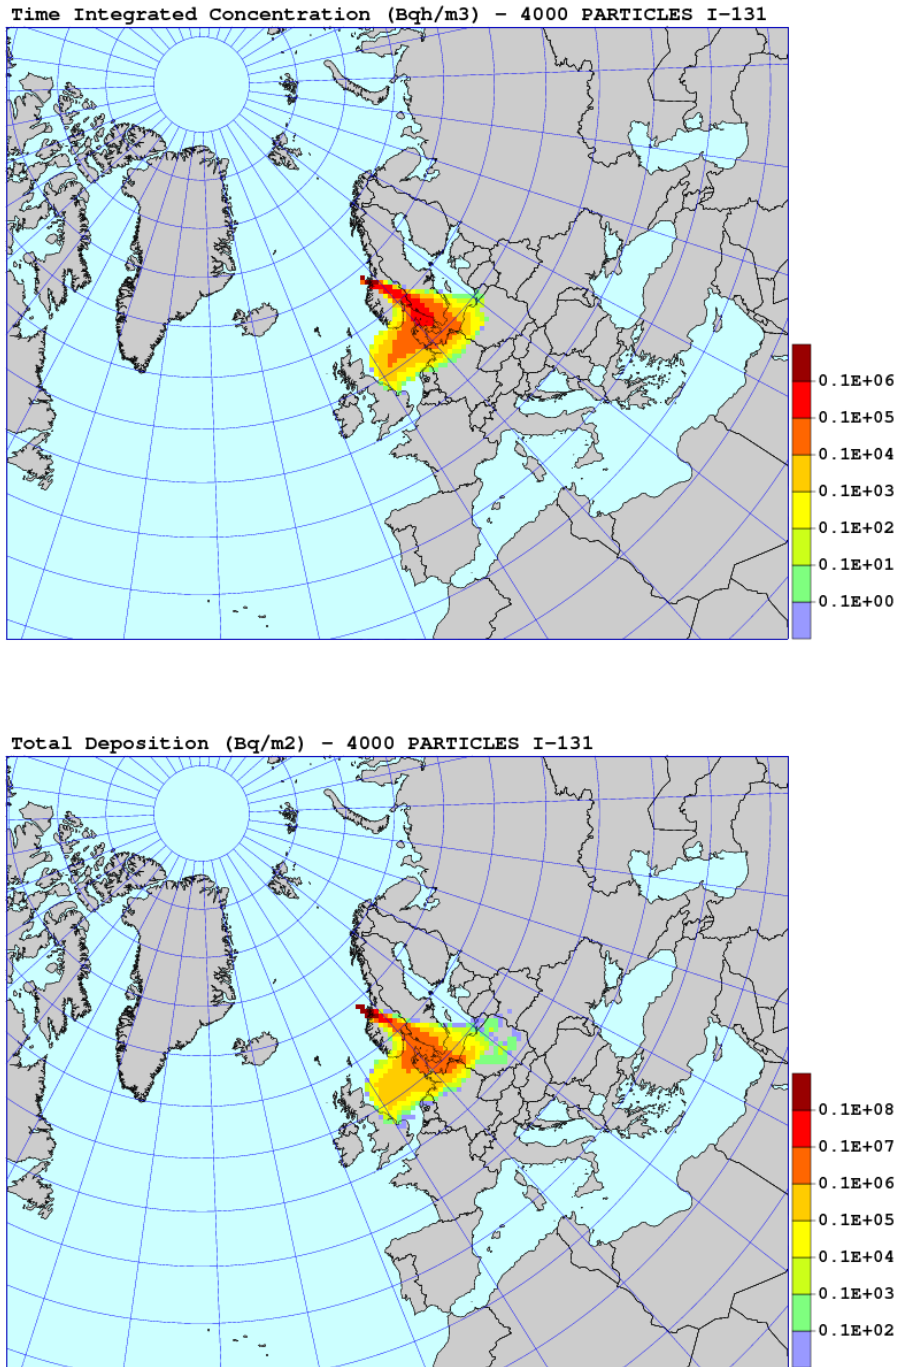 Time Integrated Concentration (Bqh/m3) - 4000 PARTICLES I-131
0.1E+06
0.1E+05
0.1E+04
0.1E+03
0.1E+02
0.1E+01
0.1E+00
Total Deposition (Bq/m2) - 4000 PARTICLES I-131
0.1E+08
0.1E+07
0.1E+06
0.1E+05
0.1E+04
0.1E+03
0.1E+02